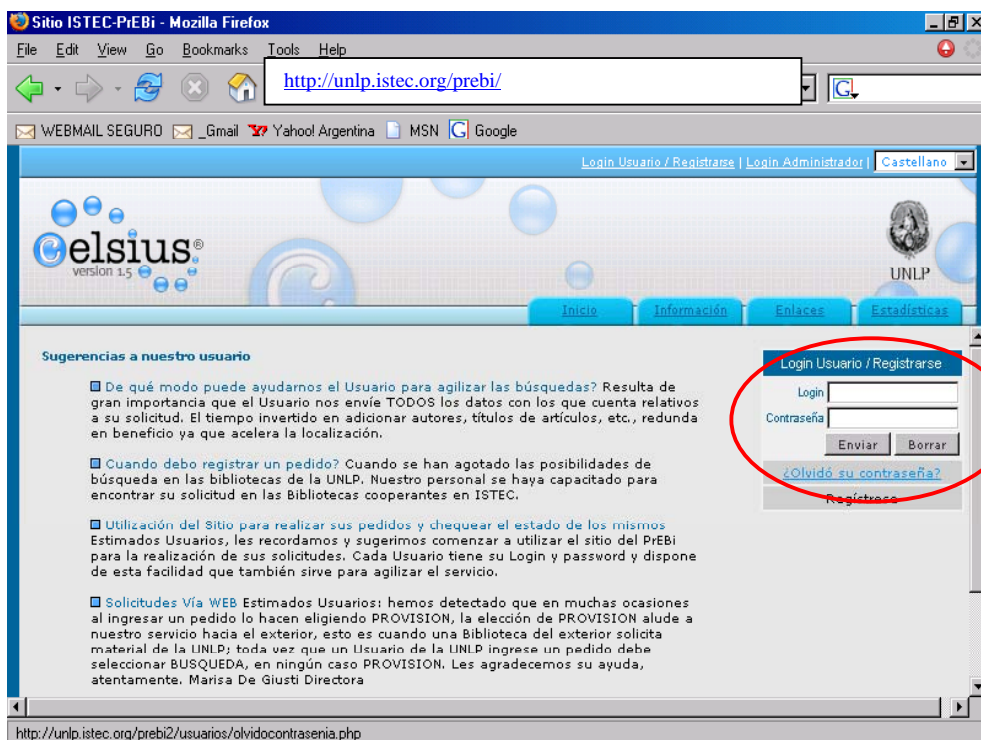 Sitio ISTEC-PrEBi - Mozilla Firefox
File Edit View Go Bookmarks Tools Help
http://unlp.istec.org/prebi/
WEBMAIL SEGURO _Gmail Yahoo! Argentina MSN Google
Login Usuario / Registrarse | Login Administrador | Castellano
Celsius®
version 1.5
UNLP
Inicio Información Enlaces Estadísticas
Sugerencias a nuestro usuario
De qué modo puede ayudarnos el Usuario para agilizar las búsquedas? Resulta de
gran importancia que el Usuario nos envíe TODOS los datos con los que cuenta relativos
a su solicitud. El tiempo invertido en adicionar autores, títulos de artículos, etc., redunda
en beneficio ya que acelera la localización.
Cuando debo registrar un pedido? Cuando se han agotado las posibilidades de
búsqueda en las bibliotecas de la UNLP. Nuestro personal se haya capacitado para
encontrar su solicitud en las Bibliotecas cooperantes en ISTEC.
Utilización del Sitio para realizar sus pedidos y chequear el estado de los mismos
Estimados Usuarios, les recordamos y sugerimos comenzar a utilizar el sitio del PrEBi
para la realización de sus solicitudes. Cada Usuario tiene su Login y password y dispone
de esta facilidad que también sirve para agilizar el servicio.
Solicitudes Vía WEB Estimados Usuarios: hemos detectado que en muchas ocasiones
al ingresar un pedido lo hacen eligiendo PROVISION, la elección de PROVISION alude a
nuestro servicio hacia el exterior, esto es cuando una Biblioteca del exterior solicita
material de la UNLP; toda vez que un Usuario de la UNLP ingrese un pedido debe
seleccionar BUSQUEDA, en ningún caso PROVISION. Les agradecemos su ayuda,
atentamente. Marisa De Giusti Directora
Login Usuario / Registrarse
Login
Contraseña
Enviar Borrar
¿Olvidó su contraseña?
Regístrese
http://unlp.istec.org/prebi2/usuarios/olvidocontrasenia.php